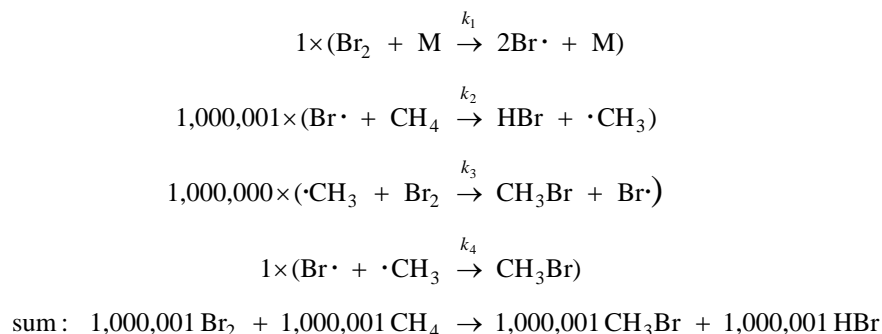 1×(Br₂ + M →^{k₁} 2Br· + M)
1,000,001×(Br· + CH₄ →^{k₂} HBr + ·CH₃)
1,000,000×(·CH₃ + Br₂ →^{k₃} CH₃Br + Br·)
1×(Br· + ·CH₃ →^{k₄} CH₃Br)
sum: 1,000,001 Br₂ + 1,000,001 CH₄ → 1,000,001 CH₃Br + 1,000,001 HBr